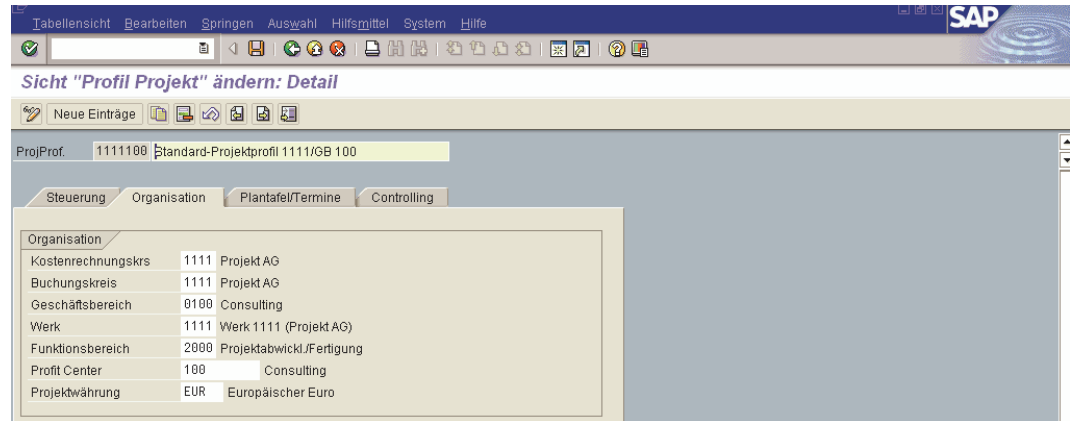 Tabellensicht Bearbeiten Springen Auswahl Hilfsmittel System Hilfe
SAP
Sicht "Profil Projekt" ändern: Detail
Neue Einträge
ProjProf. 1111100 Standard-Projektprofil 1111/GB 100
Steuerung Organisation Plantafel/Termine Controlling
Organisation
Kostenrechnungskrs 1111 Projekt AG
Buchungskreis 1111 Projekt AG
Geschäftsbereich 0100 Consulting
Werk 1111 Werk 1111 (Projekt AG)
Funktionsbereich 2000 Projektabwickl./Fertigung
Profit Center 100 Consulting
Projektwährung EUR Europäischer Euro